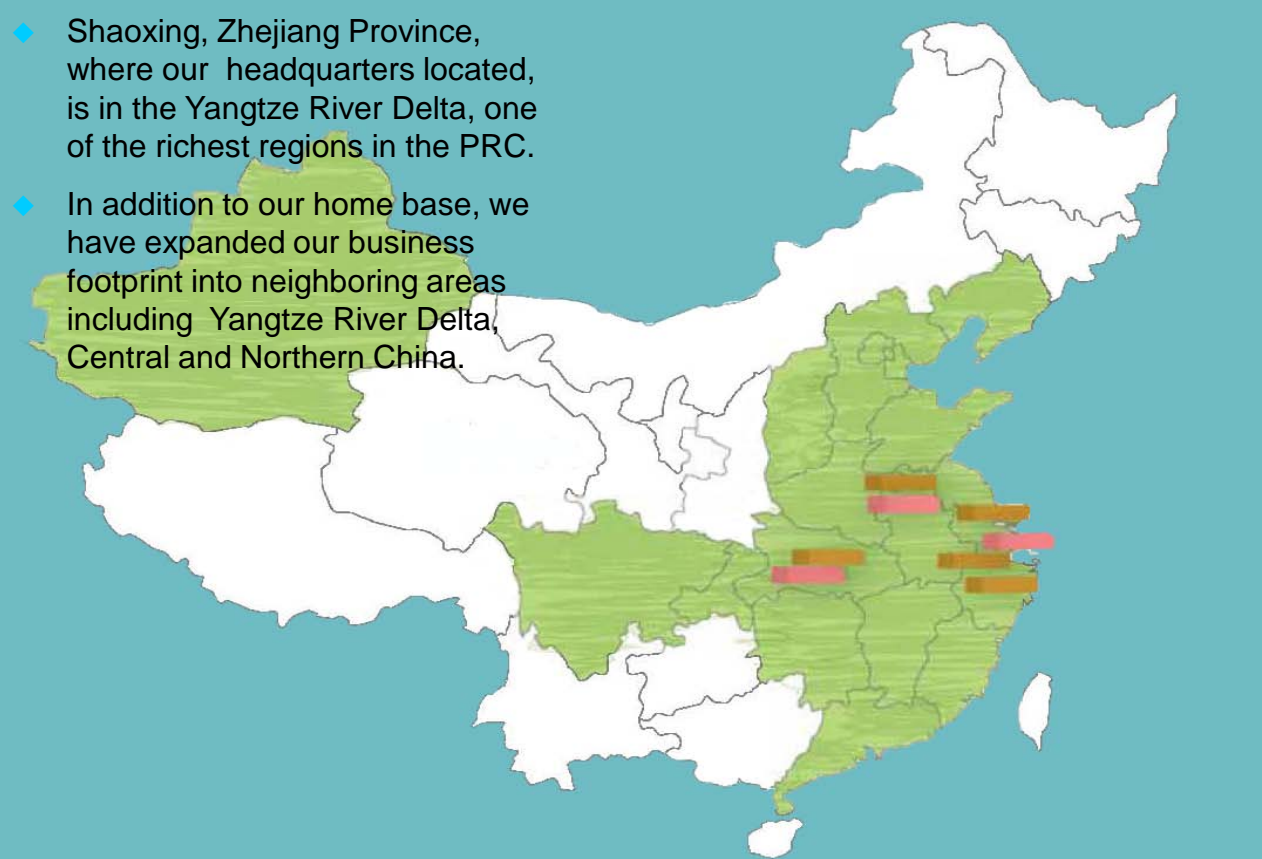 Shaoxing, Zhejiang Province,
where our  headquarters located,
is in the Yangtze River Delta, one
of the richest regions in the PRC.
In addition to our home base, we
have expanded our business
footprint into neighboring areas
including  Yangtze River Delta,
Central and Northern China.